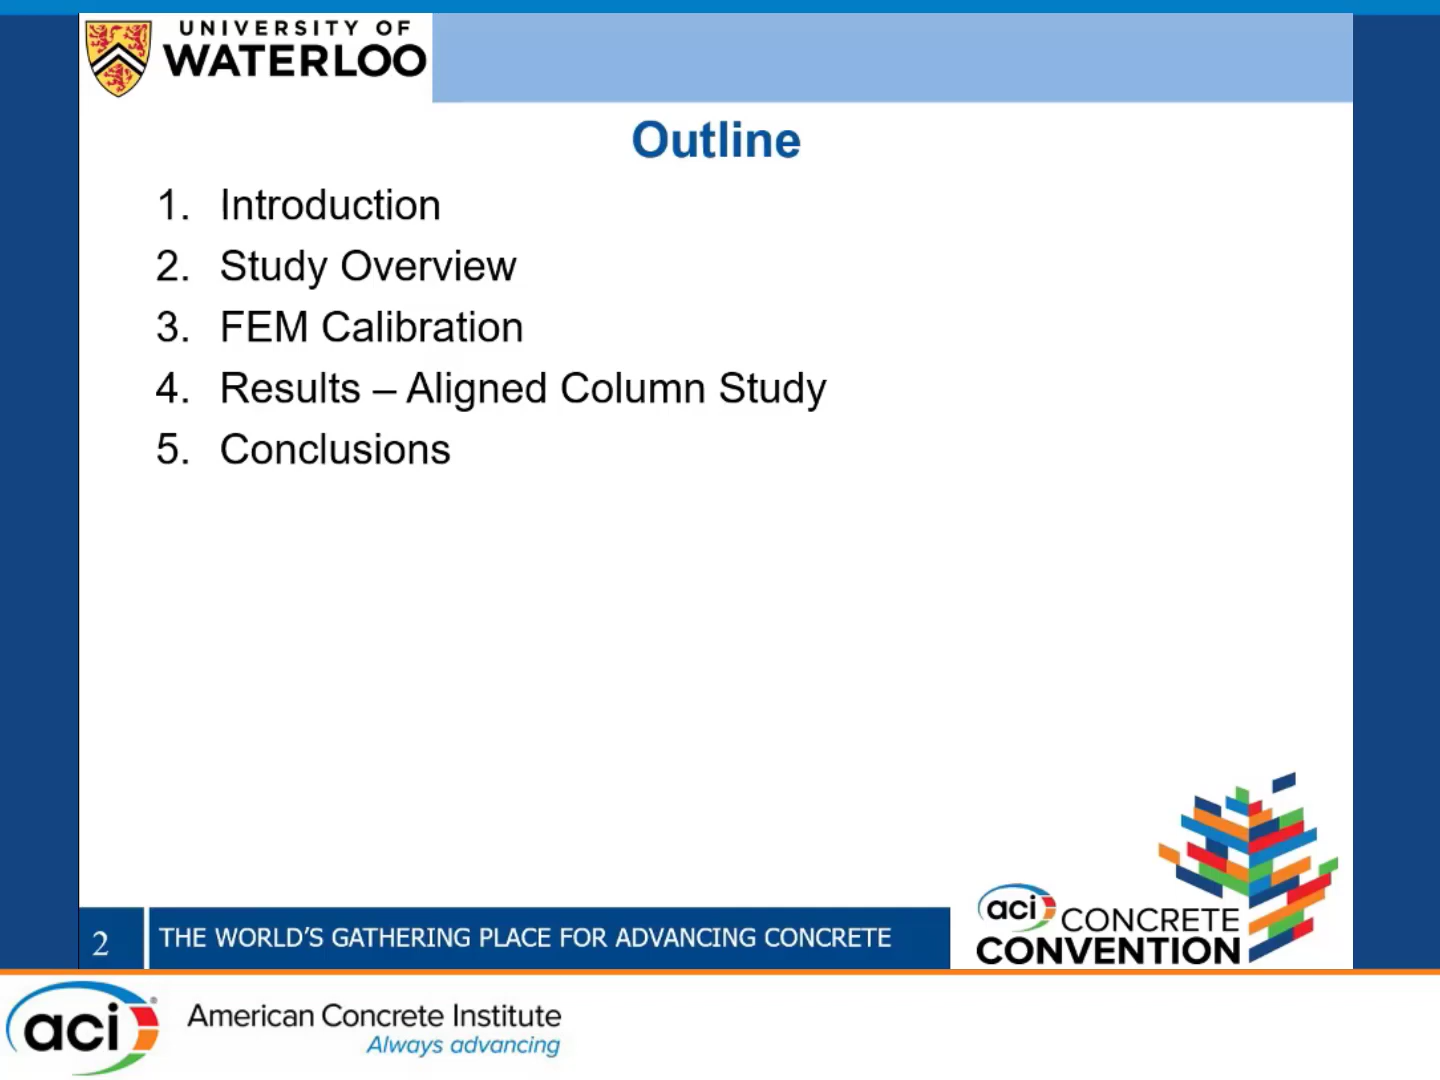 UNIVERSITY OF
WATERLOO
Outline
1. Introduction
2. Study Overview
3. FEM Calibration
4. Results – Aligned Column Study
5. Conclusions
2
THE WORLD'S GATHERING PLACE FOR ADVANCING CONCRETE
aci CONCRETE
CONVENTION
aci®
American Concrete Institute
Always advancing